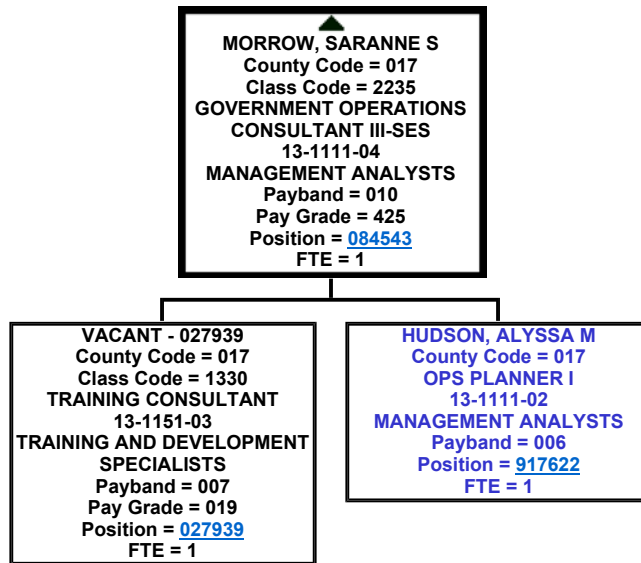 MORROW, SARANNE S
County Code = 017
Class Code = 2235
GOVERNMENT OPERATIONS
CONSULTANT III-SES
13-1111-04
MANAGEMENT ANALYSTS
Payband = 010
Pay Grade = 425
Position = 084543
FTE = 1
VACANT - 027939
County Code = 017
Class Code = 1330
TRAINING CONSULTANT
13-1151-03
TRAINING AND DEVELOPMENT
SPECIALISTS
Payband = 007
Pay Grade = 019
Position = 027939
FTE = 1
HUDSON, ALYSSA M
County Code = 017
OPS PLANNER I
13-1111-02
MANAGEMENT ANALYSTS
Payband = 006
Position = 917622
FTE = 1